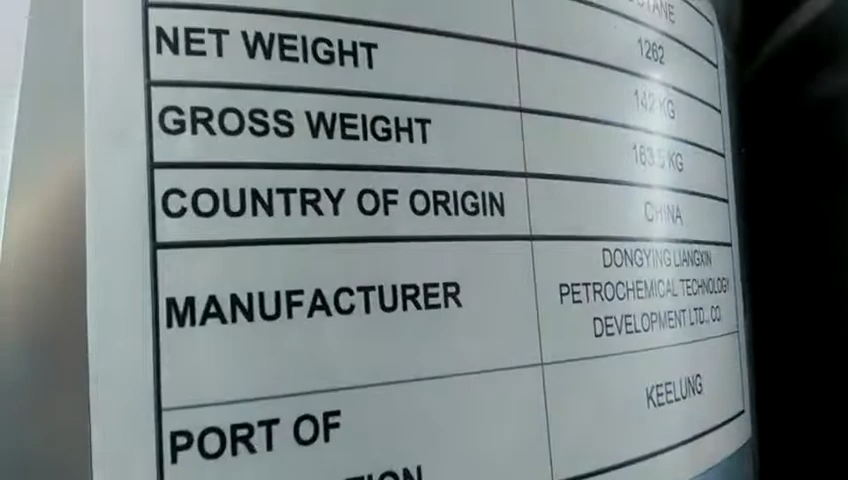 1262
NET WEIGHT 142 KG
GROSS WEIGHT 163.5 KG
COUNTRY OF ORIGIN CHINA
MANUFACTURER
DONGYING LIANGXIN
PETROCHEMICAL TECHNOLOGY
DEVELOPMENT LTD., CO
PORT OF
KEELUNG